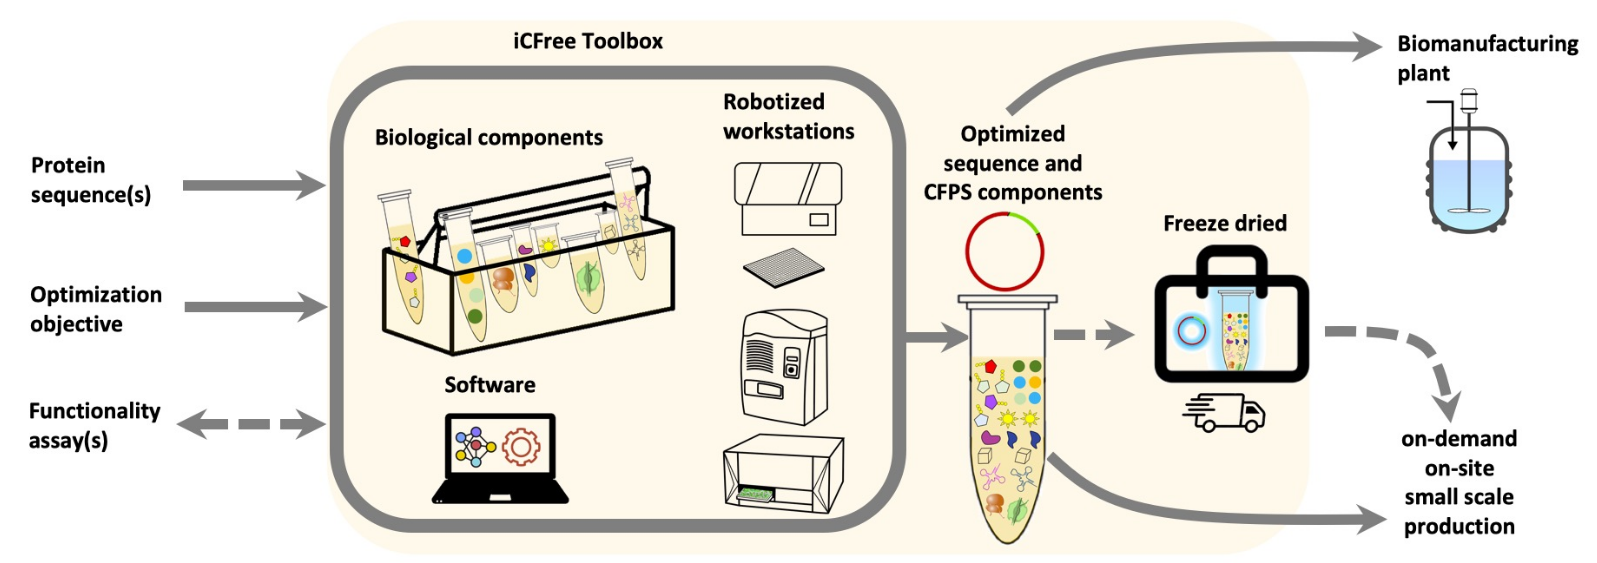 iCFree Toolbox
Protein
sequence(s)
Optimization
objective
Functionality
assay(s)
Biological components
Software
Robotized
workstations
Optimized
sequence and
CFPS components
Freeze dried
Biomanufacturing
plant
on-demand
on-site
small scale
production